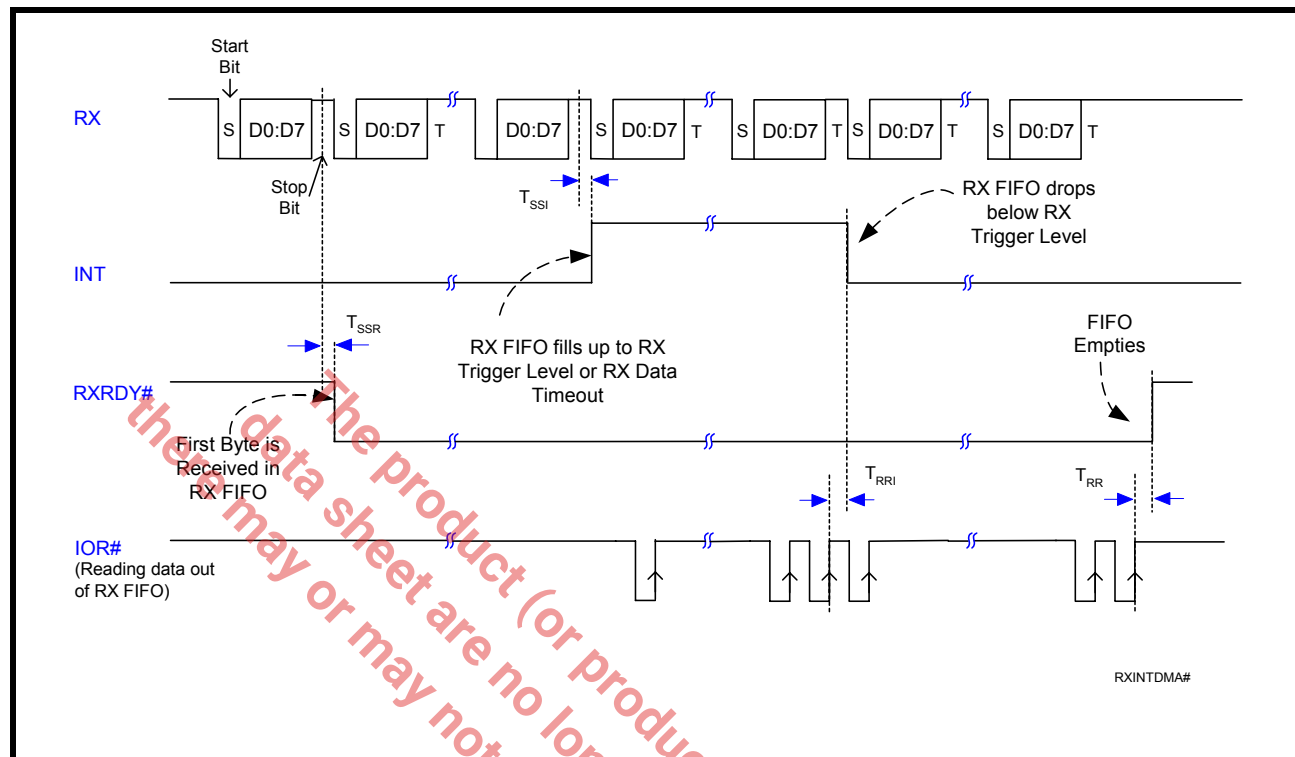 Start
Bit
RX
S D0:D7 S D0:D7 T D0:D7 S D0:D7 T S D0:D7 T S D0:D7 T S D0:D7 T
Stop
Bit
TSSI
RX FIFO drops
below RX
Trigger Level
INT
TSSR
RX FIFO fills up to RX
Trigger Level or RX Data
Timeout
FIFO
Empties
RXRDY#
First Byte is
Received in
RX FIFO
TRRI
TRR
IOR#
(Reading data out
of RX FIFO)
RXINTDMA#
The product (or produc
data sheet are no lon
there may or may not